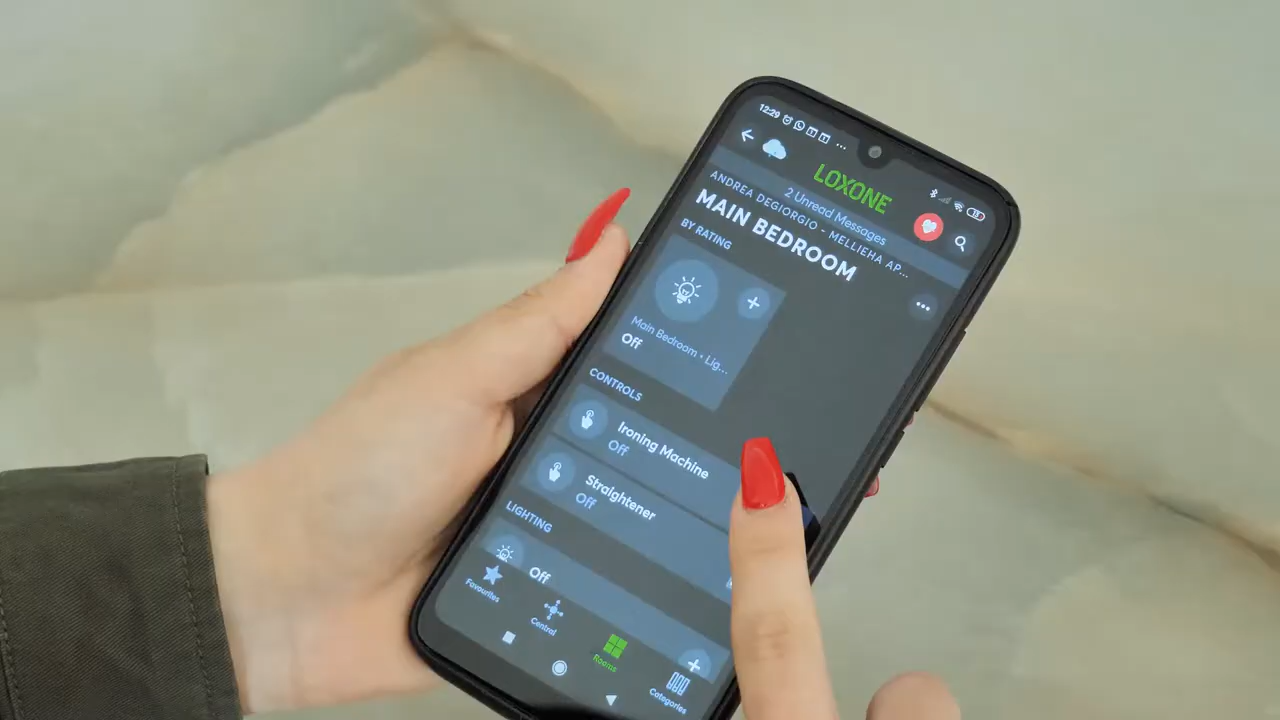 12:29
LOXONE
2 Unread Messages
ANDREA DEGIORGIO - MELLIEHA AP...
MAIN BEDROOM
BY RATING
Main Bedroom • Lig...
Off
CONTROLS
Ironing Machine
Off
Straightener
Off
LIGHTING
Off
Favourites
Central
Rooms
Categories